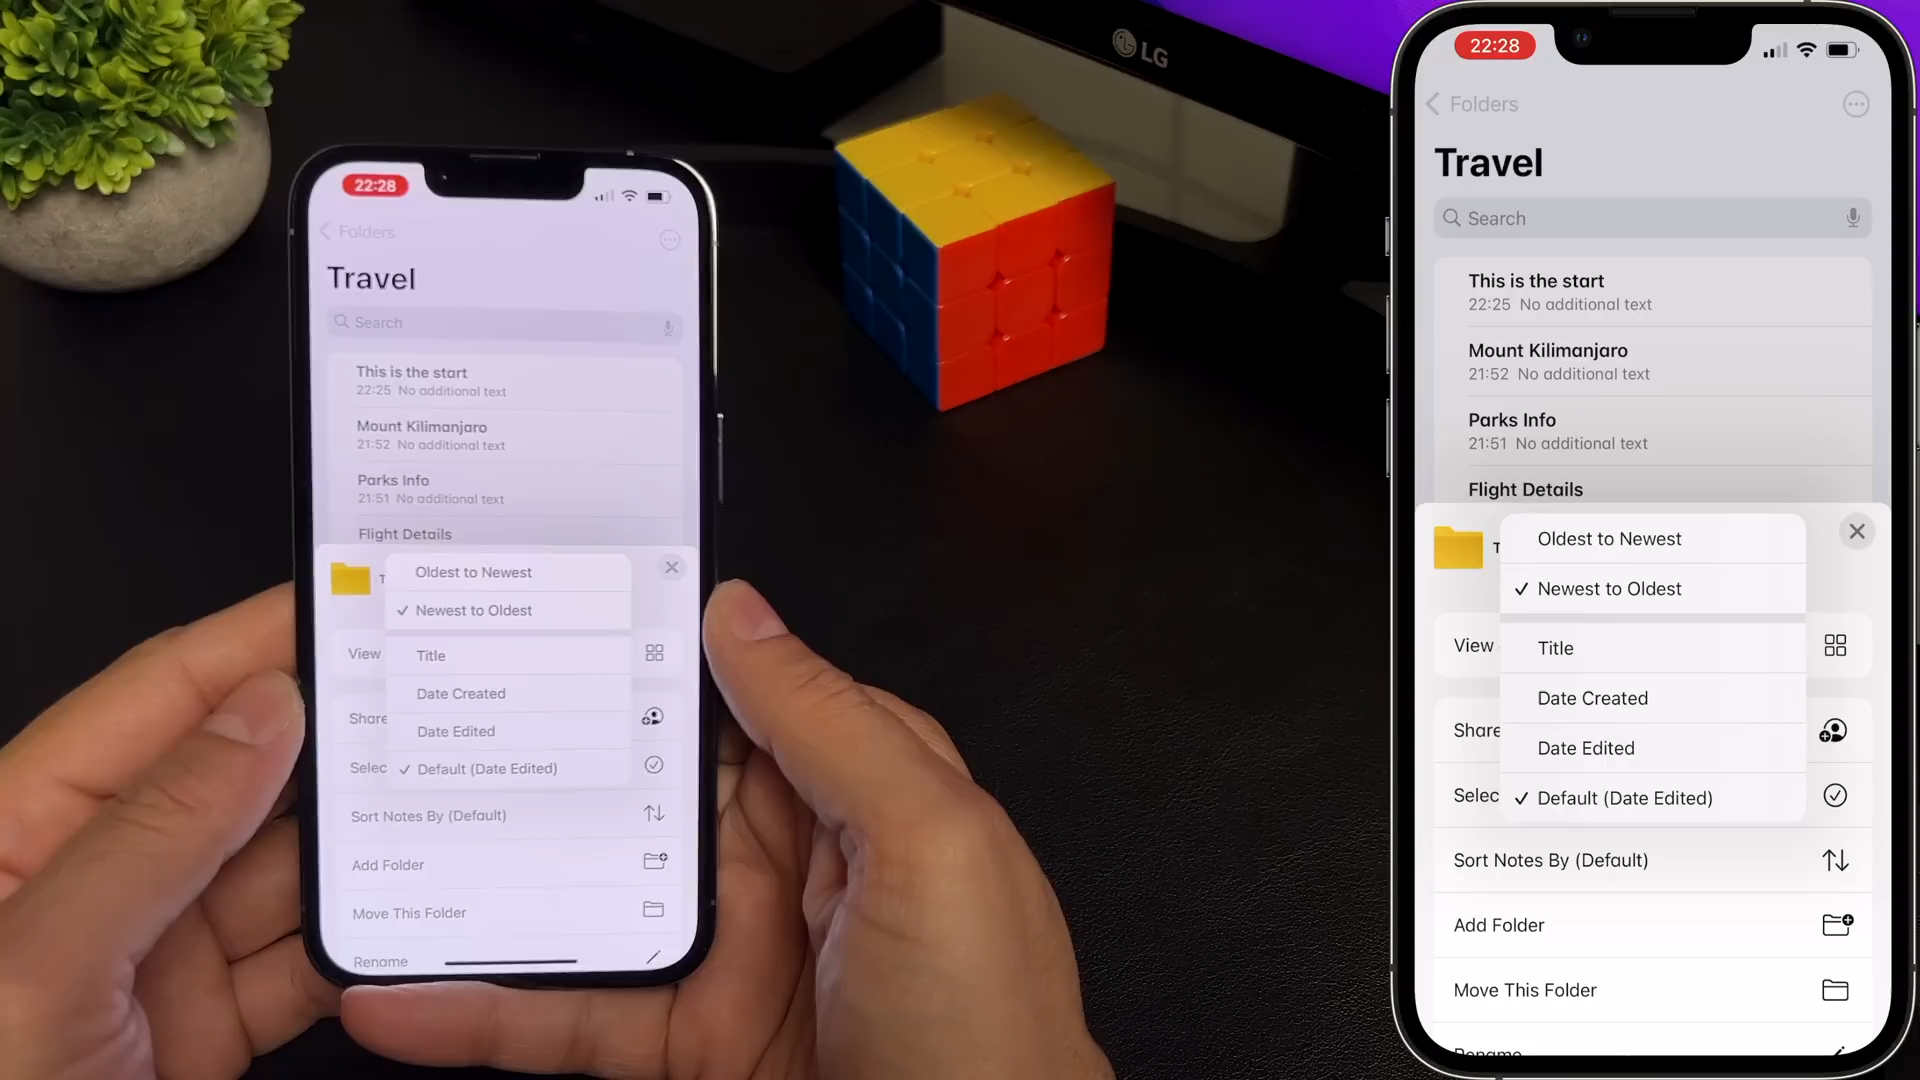 LG
22:28
Folders
Travel
Search
This is the start
22:25 No additional text
Mount Kilimanjaro
21:52 No additional text
Parks Info
21:51 No additional text
Flight Details
T
Oldest to Newest
✓ Newest to Oldest
View
Title
Date Created
Share
Date Edited
Selec
✓ Default (Date Edited)
Sort Notes By (Default)
Add Folder
Move This Folder
Rename
22:28
Folders
Travel
Search
This is the start
22:25 No additional text
Mount Kilimanjaro
21:52 No additional text
Parks Info
21:51 No additional text
Flight Details
T
Oldest to Newest
✓ Newest to Oldest
View
Title
Date Created
Share
Date Edited
Selec
✓ Default (Date Edited)
Sort Notes By (Default)
Add Folder
Move This Folder
Rename